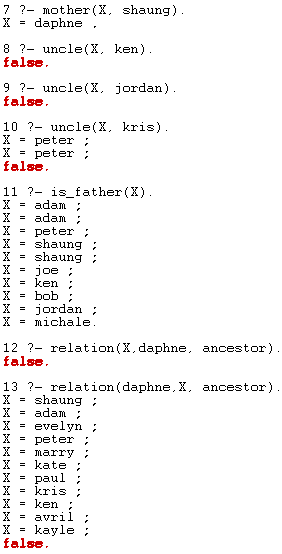 7 ?- mother(X, shaung).
X = daphne .
8 ?- uncle(X, ken).
false.
9 ?- uncle(X, jordan).
false.
10 ?- uncle(X, kris).
X = peter ;
X = peter ;
false.
11 ?- is_father(X).
X = adam ;
X = adam ;
X = peter ;
X = shaung ;
X = shaung ;
X = joe ;
X = ken ;
X = bob ;
X = jordan ;
X = michale.
12 ?- relation(X,daphne, ancestor).
false.
13 ?- relation(daphne,X, ancestor).
X = shaung ;
X = adam ;
X = evelyn ;
X = peter ;
X = marry ;
X = kate ;
X = paul ;
X = kris ;
X = ken ;
X = avril ;
X = kayle ;
false.